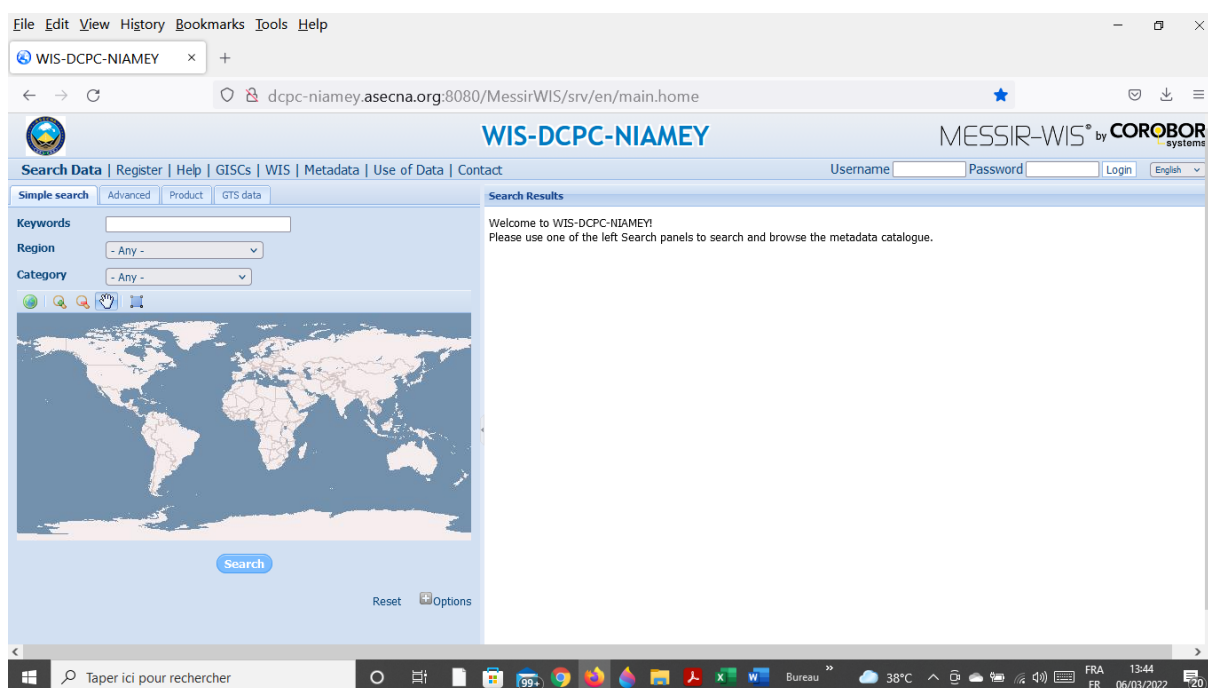 File Edit View History Bookmarks Tools Help
WIS-DCPC-NIAMEY
dcpc-niamey.asecna.org:8080/MessirWIS/srv/en/main.home
WIS-DCPC-NIAMEY
MESSIR-WIS® by COROBOR systems
Search Data | Register | Help | GISCs | WIS | Metadata | Use of Data | Contact
Username Password Login English
Simple search Advanced Product GTS data
Search Results
Keywords
Region - Any -
Category - Any -
Welcome to WIS-DCPC-NIAMEY!
Please use one of the left Search panels to search and browse the metadata catalogue.
Search
Reset Options
Taper ici pour rechercher
99+
Bureau
38°C
FRA
FR
13:44
06/03/2022
20